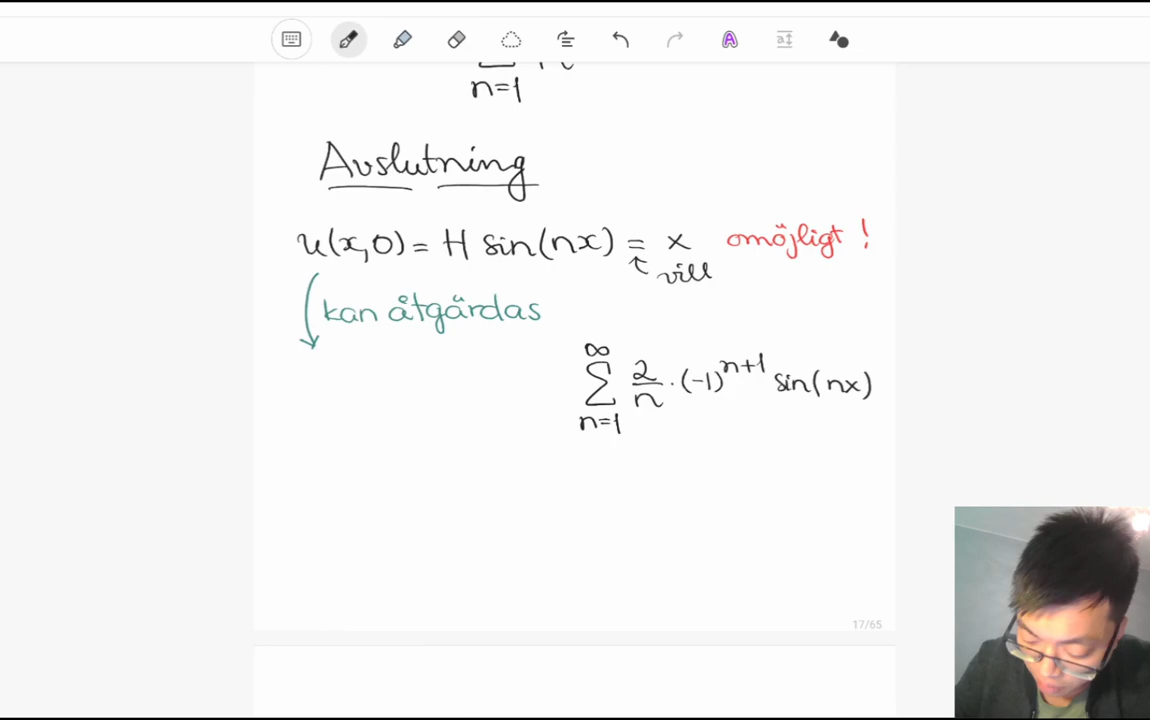 n=1
Avslutning
u(x,0) = H sin(nx) = x omöjligt !
↑ vill
kan åtgärdas
∞
∑ 2/n · (-1)^{n+1} sin(nx)
n=1
17/65